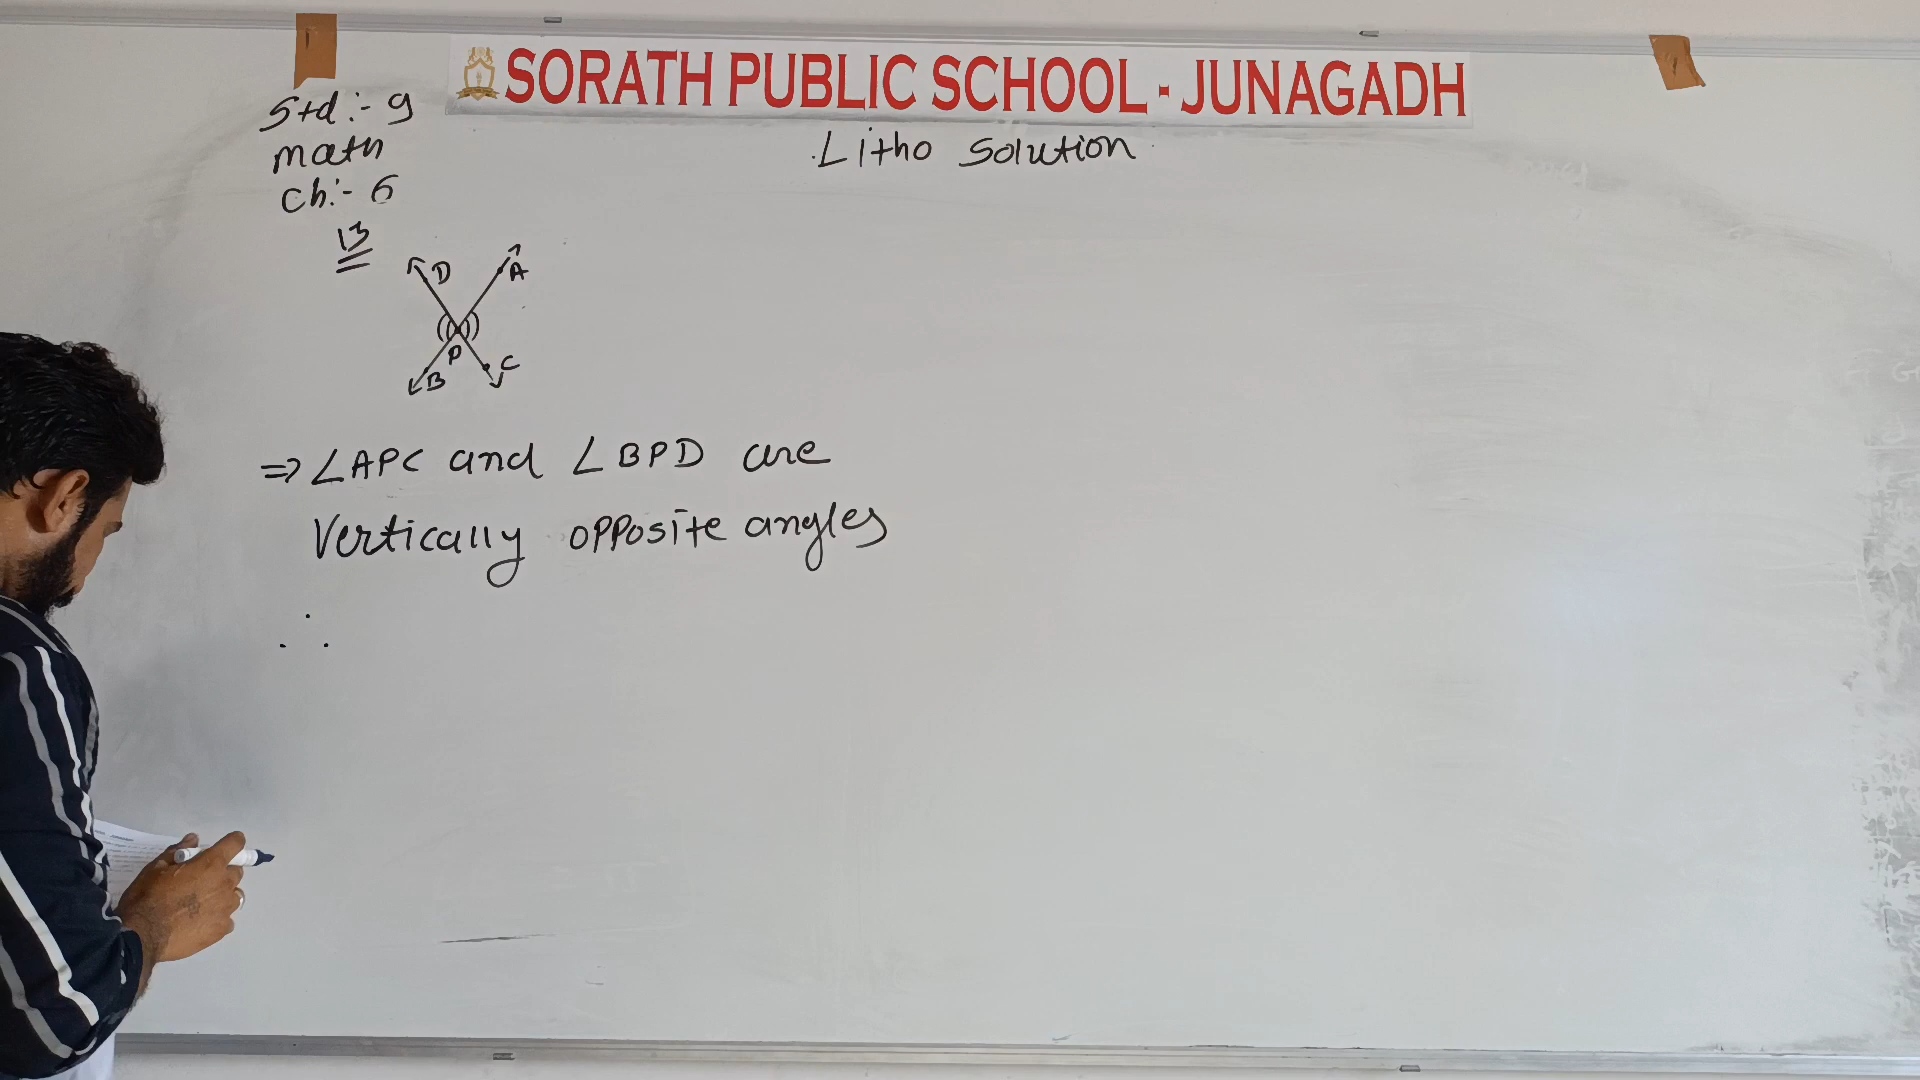 SORATH PUBLIC SCHOOL - JUNAGADH
Std :- 9
Litho Solution
math
Ch :- 6
13
D
A
P
C
B
⇒ ∠APC and ∠BPD are
Vertically opposite angles
∴